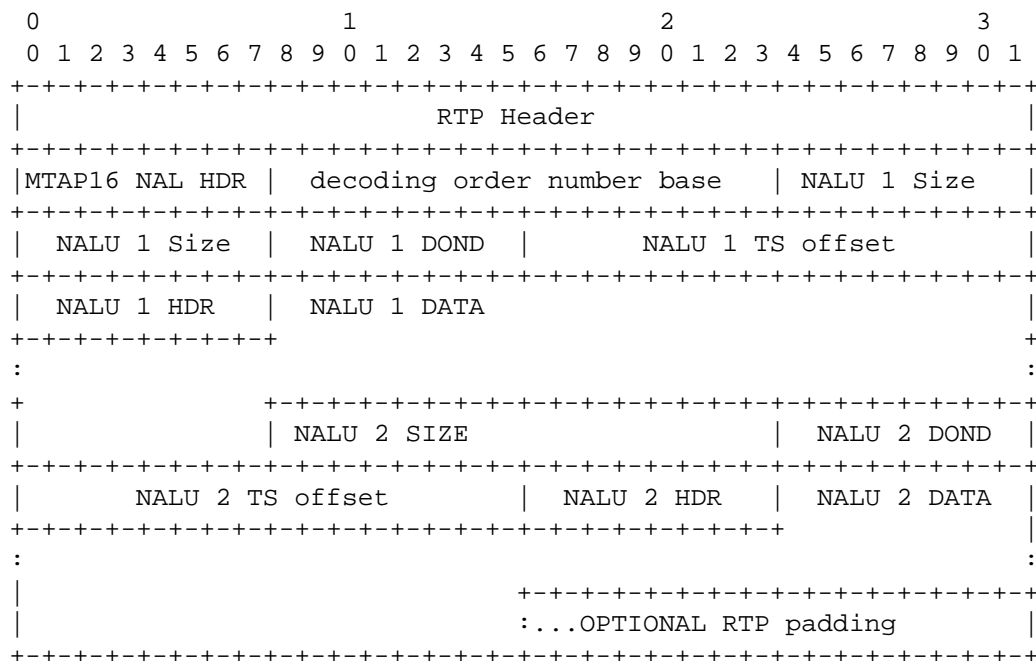 0                   1                   2                   3
 0 1 2 3 4 5 6 7 8 9 0 1 2 3 4 5 6 7 8 9 0 1 2 3 4 5 6 7 8 9 0 1
+-+-+-+-+-+-+-+-+-+-+-+-+-+-+-+-+-+-+-+-+-+-+-+-+-+-+-+-+-+-+-+-+
|                          RTP Header                           |
+-+-+-+-+-+-+-+-+-+-+-+-+-+-+-+-+-+-+-+-+-+-+-+-+-+-+-+-+-+-+-+-+
|MTAP16 NAL HDR |  decoding order number base   | NALU 1 Size   |
+-+-+-+-+-+-+-+-+-+-+-+-+-+-+-+-+-+-+-+-+-+-+-+-+-+-+-+-+-+-+-+-+
|  NALU 1 Size  |  NALU 1 DOND  |       NALU 1 TS offset        |
+-+-+-+-+-+-+-+-+-+-+-+-+-+-+-+-+-+-+-+-+-+-+-+-+-+-+-+-+-+-+-+-+
|  NALU 1 HDR   |  NALU 1 DATA                                  |
+-+-+-+-+-+-+-+-+                                               +
:                                                               :
+               +-+-+-+-+-+-+-+-+-+-+-+-+-+-+-+-+-+-+-+-+-+-+-+-+
|               | NALU 2 SIZE                   |  NALU 2 DOND  |
+-+-+-+-+-+-+-+-+-+-+-+-+-+-+-+-+-+-+-+-+-+-+-+-+-+-+-+-+-+-+-+-+
|       NALU 2 TS offset        |  NALU 2 HDR   |  NALU 2 DATA  |
+-+-+-+-+-+-+-+-+-+-+-+-+-+-+-+-+-+-+-+-+-+-+-+-+               |
:                                                               :
|                               +-+-+-+-+-+-+-+-+-+-+-+-+-+-+-+-+
|                               :...OPTIONAL RTP padding        |
+-+-+-+-+-+-+-+-+-+-+-+-+-+-+-+-+-+-+-+-+-+-+-+-+-+-+-+-+-+-+-+-+